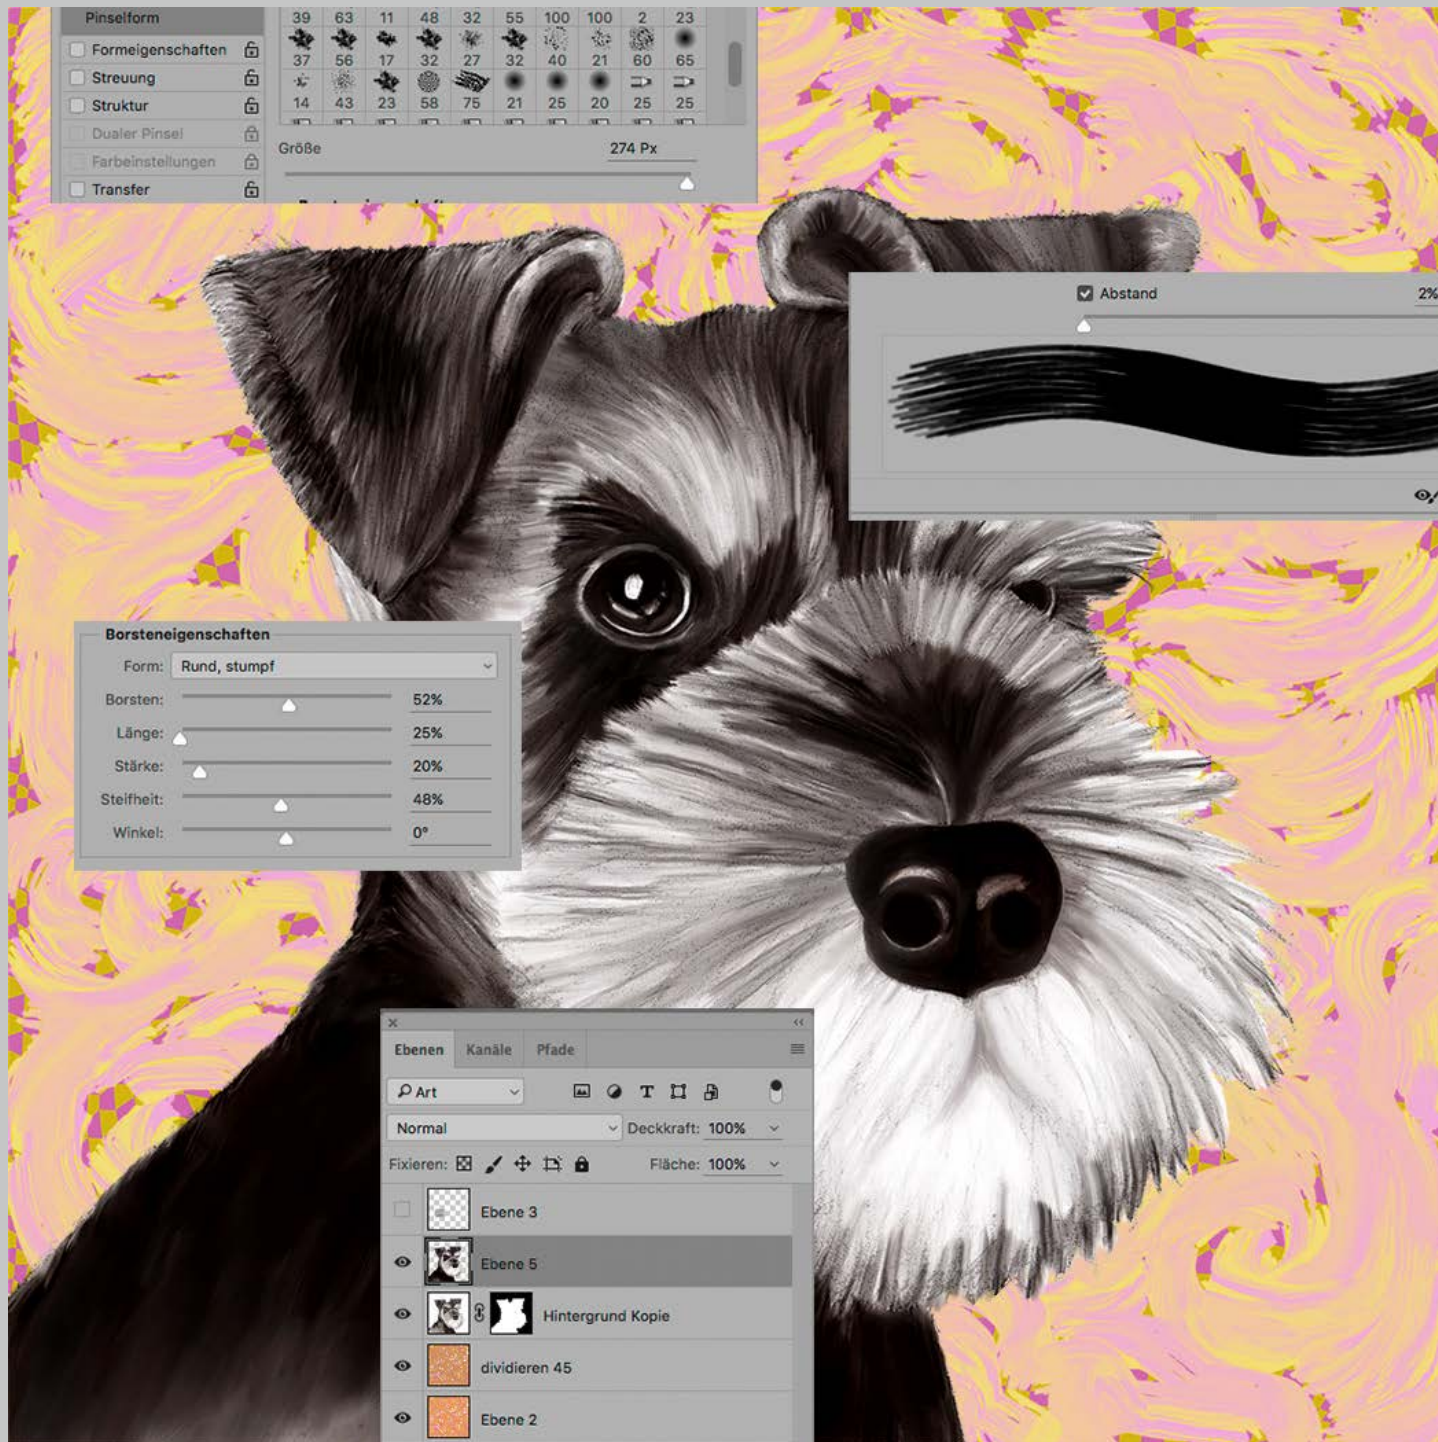 Pinselform
Formeigenschaften
Streuung
Struktur
Dualer Pinsel
Farbeinstellungen
Transfer
39 63 11 48 32 55 100 100 2 23
37 56 17 32 27 32 40 21 60 65
14 43 23 58 75 21 25 20 25 25
Größe 274 Px
Abstand 2%
Borsteneigenschaften
Form: Rund, stumpf
Borsten: 52%
Länge: 25%
Stärke: 20%
Steifheit: 48%
Winkel: 0°
Ebenen Kanäle Pfade
Art
Normal Deckkraft: 100%
Fixieren: Fläche: 100%
Ebene 3
Ebene 5
Hintergrund Kopie
dividieren 45
Ebene 2